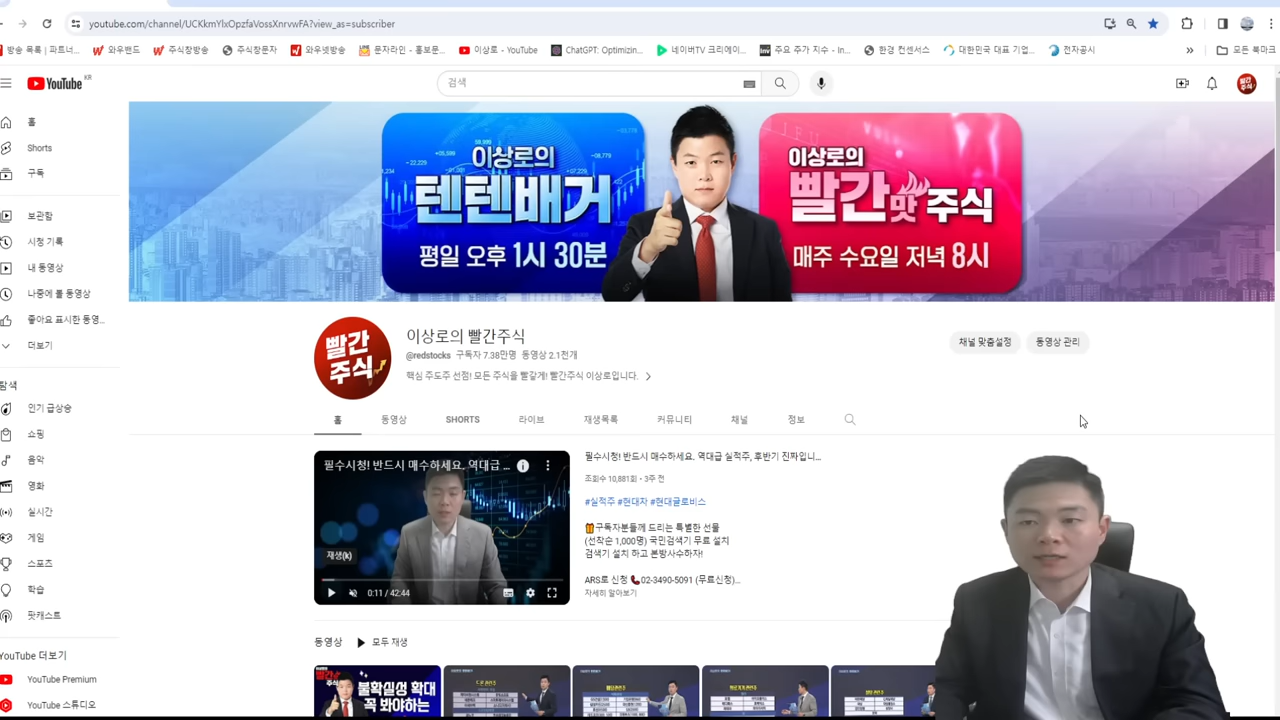 youtube.com/channel/UCKkmYlxOpzfaVossXnrvwFA?view_as=subscriber
방송 목록 | 파트너...
와우밴드
주식창방송
주식창문자
와우넷방송
문자라인 - 홍보문...
이상로 - YouTube
ChatGPT: Optimizin...
네이버TV 크리에이...
주요 주가 지수 - In...
한경 컨센서스
대한민국 대표 기업...
전자공시
»
모든 북마크
YouTube KR
검색
빨간
주식
이상로의
텐텐배거
평일 오후 1시 30분
이상로의
빨간맛 주식
매주 수요일 저녁 8시
홈
Shorts
구독
보관함
시청 기록
내 동영상
나중에 볼 동영상
좋아요 표시한 동영...
더보기
탐색
인기 급상승
쇼핑
음악
영화
실시간
게임
스포츠
학습
팟캐스트
YouTube 더보기
YouTube Premium
YouTube 스튜디오
빨간
주식
이상로의 빨간주식
@redstocks 구독자 7.38만명 동영상 2.1천개
핵심 주도주 선점! 모든 주식을 빨갛게! 빨간주식 이상로입니다.
채널 맞춤설정
동영상 관리
홈
동영상
SHORTS
라이브
재생목록
커뮤니티
채널
정보
필수시청! 반드시 매수하세요. 역대급 ...
재생(k)
0:11 / 42:44
필수시청! 반드시 매수하세요. 역대급 실적주, 후반기 진짜입니...
조회수 10,881회 • 3주 전
#실적주 #현대차 #현대글로비스
🎁구독자분들께 드리는 특별한 선물
(선착순 1,000명) 국민검색기 무료 설치
검색기 설치 하고 본방사수하자!
ARS로 신청 📞02-3490-5091 (무료신청)...
자세히 알아보기
동영상
모두 재생
빨간
주식
불확실성 확대
꼭 봐야하는